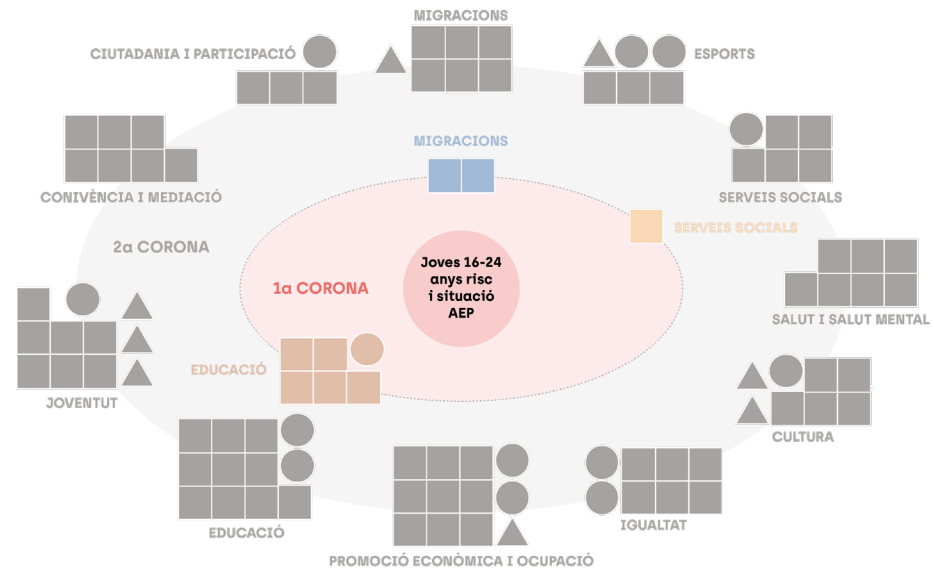 MIGRACIONS
CIUTADANIA I PARTICIPACIÓ
ESPORTS
MIGRACIONS
CONIVÈNCIA I MEDIACIÓ
SERVEIS SOCIALS
SERVEIS SOCIALS
2a CORONA
Joves 16-24
anys risc
i situació
AEP
1a CORONA
SALUT I SALUT MENTAL
EDUCACIÓ
JOVENTUT
CULTURA
EDUCACIÓ
IGUALTAT
PROMOCIÓ ECONÒMICA I OCUPACIÓ